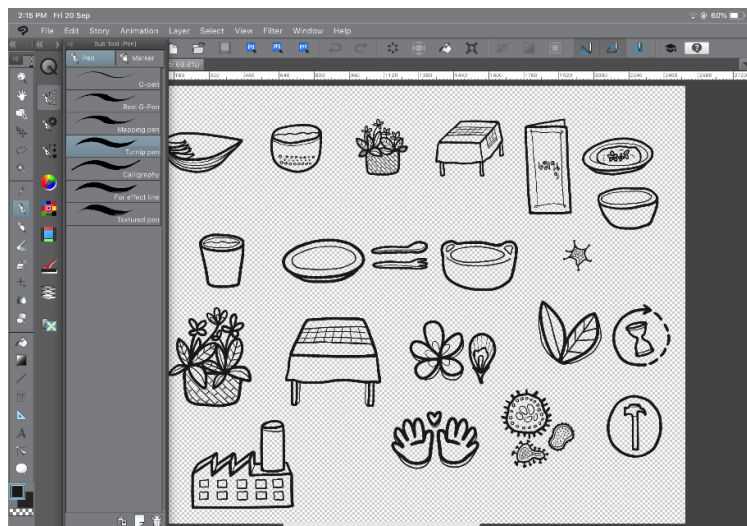 2:15 PM Fri 20 Sep
60%
File Edit Story Animation Layer Select View Filter Window Help
Sub Tool [Pen]
Pen
Marker
G-pen
Real G-Pen
Mapping pen
Turnip pen
Calligraphy
For effect line
Textured pen